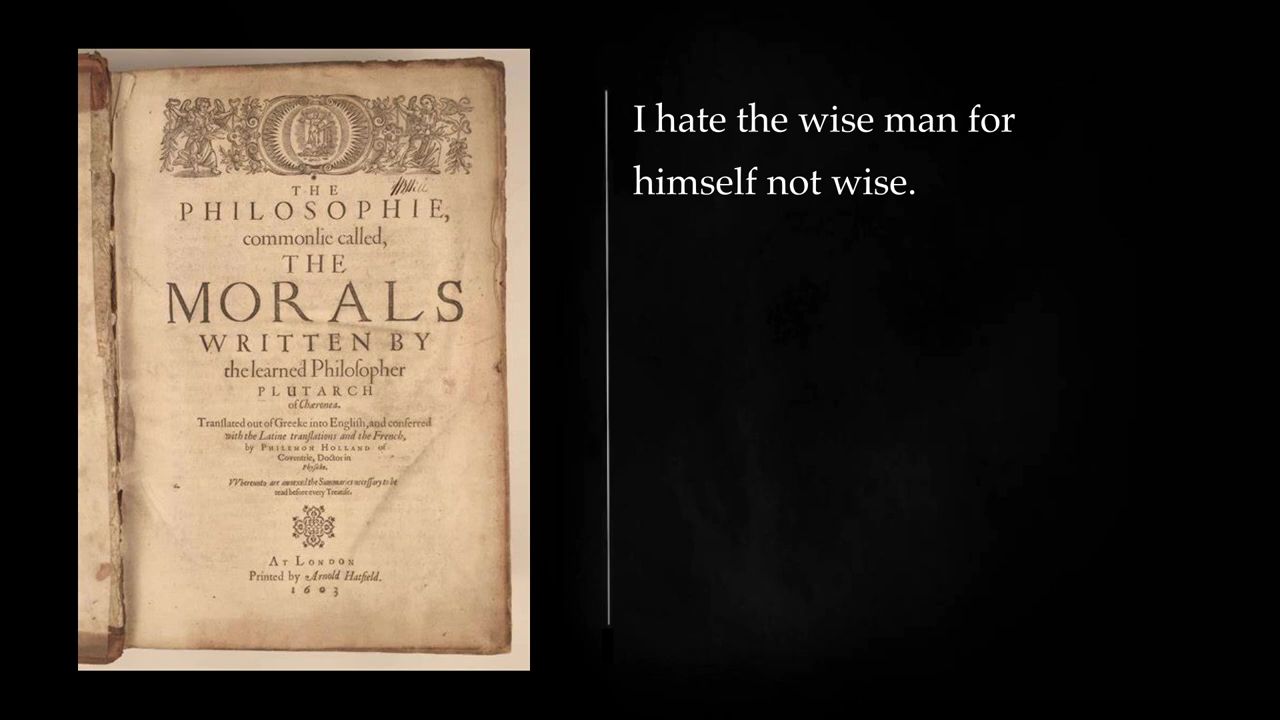 THE
PHILOSOPHIE,
commonlie called,
THE
MORALS
WRITTEN BY
the learned Philoſopher
PLUTARCH
of Chæronea.
Tranſlated out of Greeke into Engliſh, and conferred
with the Latine tranſlations and the French,
by PHILEMON HOLLAND of
Coventrie, Doctor in
Phyſicke.
VVhereunto are annexed the Summaries neceſſary to be
read before every Treatiſe.
AT LONDON
Printed by Arnold Hatfield.
1603
I hate the wise man for
himself not wise.